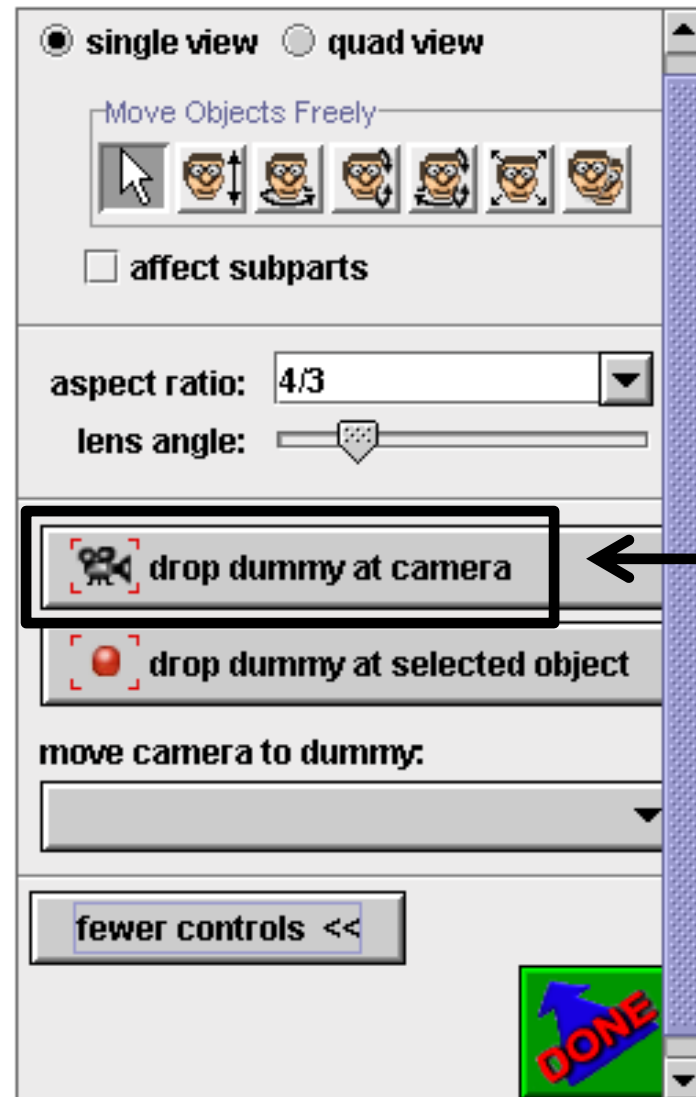 single view quad view
Move Objects Freely
affect subparts
aspect ratio: 4/3
lens angle:
drop dummy at camera
drop dummy at selected object
move camera to dummy:
fewer controls <<
DONE